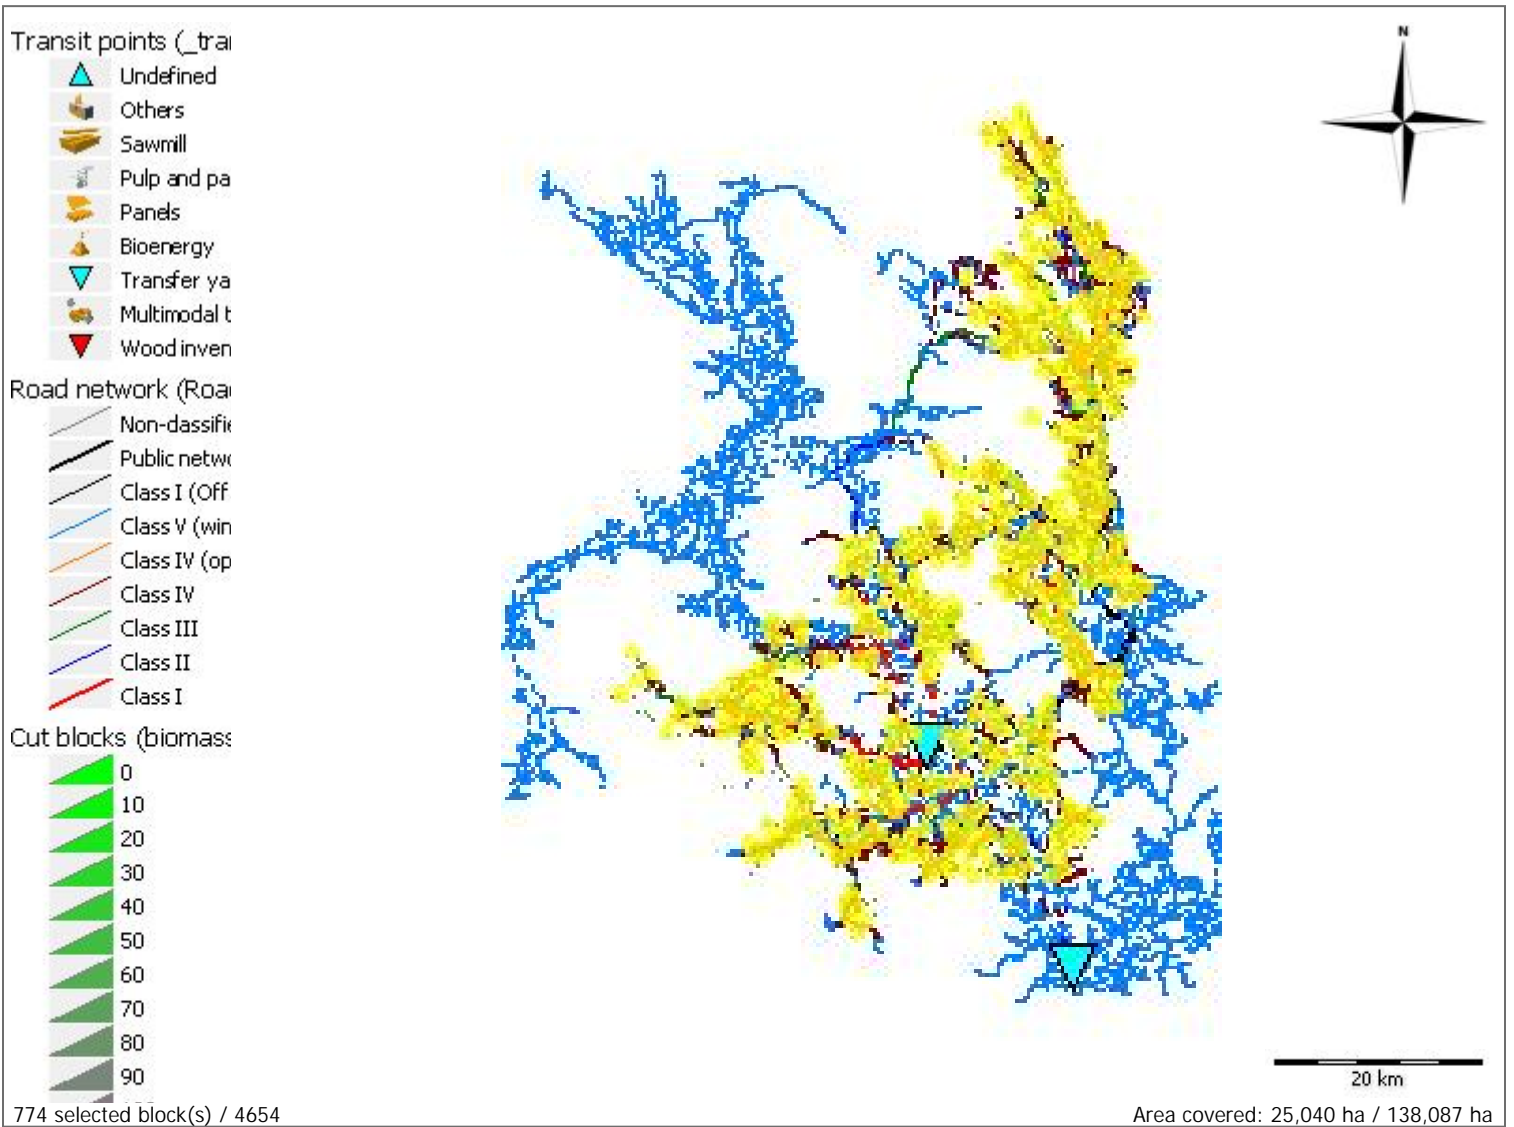 N
Transit points (_tra
Undefined
Others
Sawmill
Pulp and pa
Panels
Bioenergy
Transfer ya
Multimodal t
Wood inven
Road network (Roa
Non-classifie
Public netwo
Class I (Off
Class V (win
Class IV (op
Class IV
Class III
Class II
Class I
Cut blocks (biomass
0
10
20
30
40
50
60
70
80
90
20 km
774 selected block(s) / 4654
Area covered: 25,040 ha / 138,087 ha